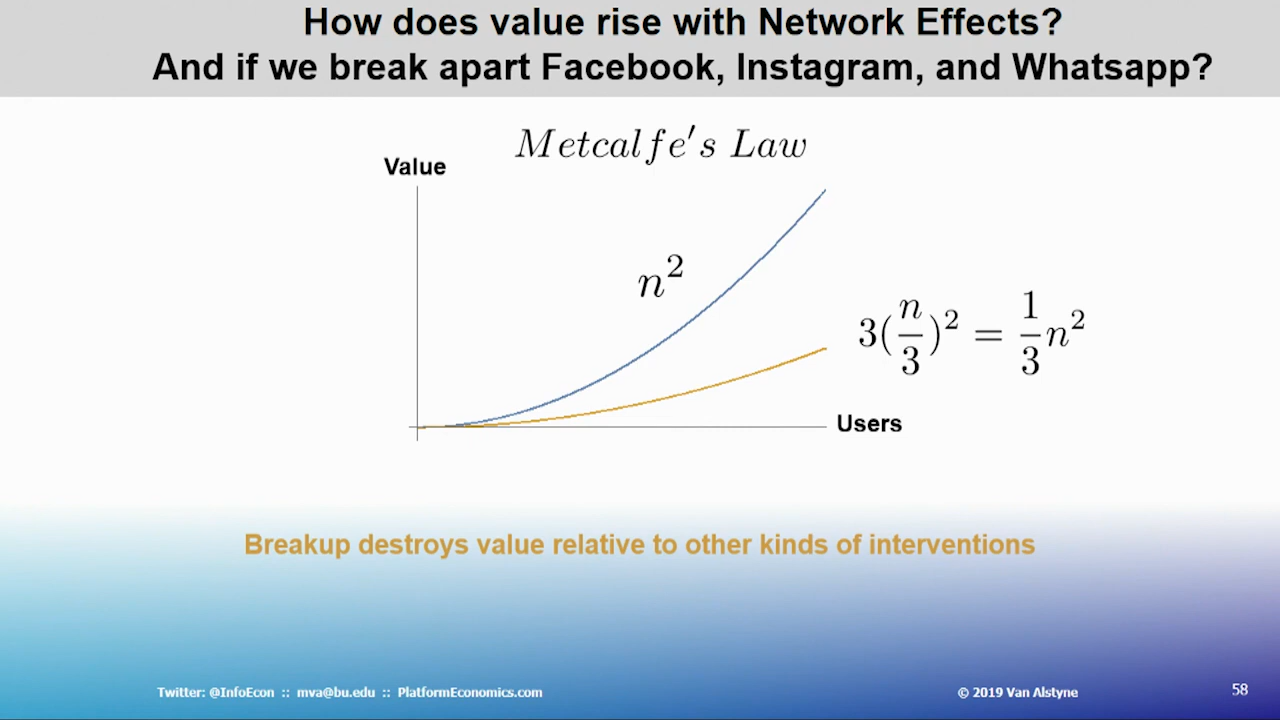 How does value rise with Network Effects?
And if we break apart Facebook, Instagram, and Whatsapp?
Metcalfe's Law
Value
n²
3(n/3)² = 1/3 n²
Users
Breakup destroys value relative to other kinds of interventions
Twitter: @InfoEcon :: mva@bu.edu :: PlatformEconomics.com
© 2019 Van Alstyne
58